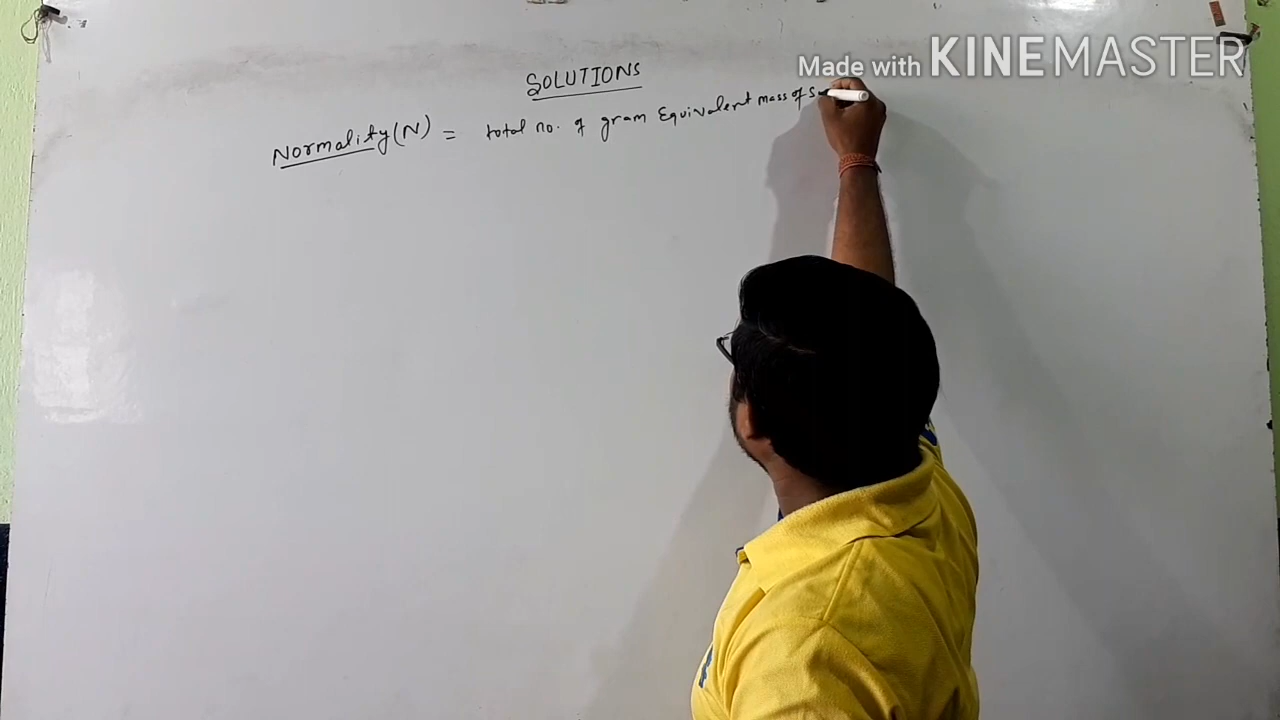 Made with KINEMASTER
SOLUTIONS
Normality (N) = total no. of gram Equivalent mass of